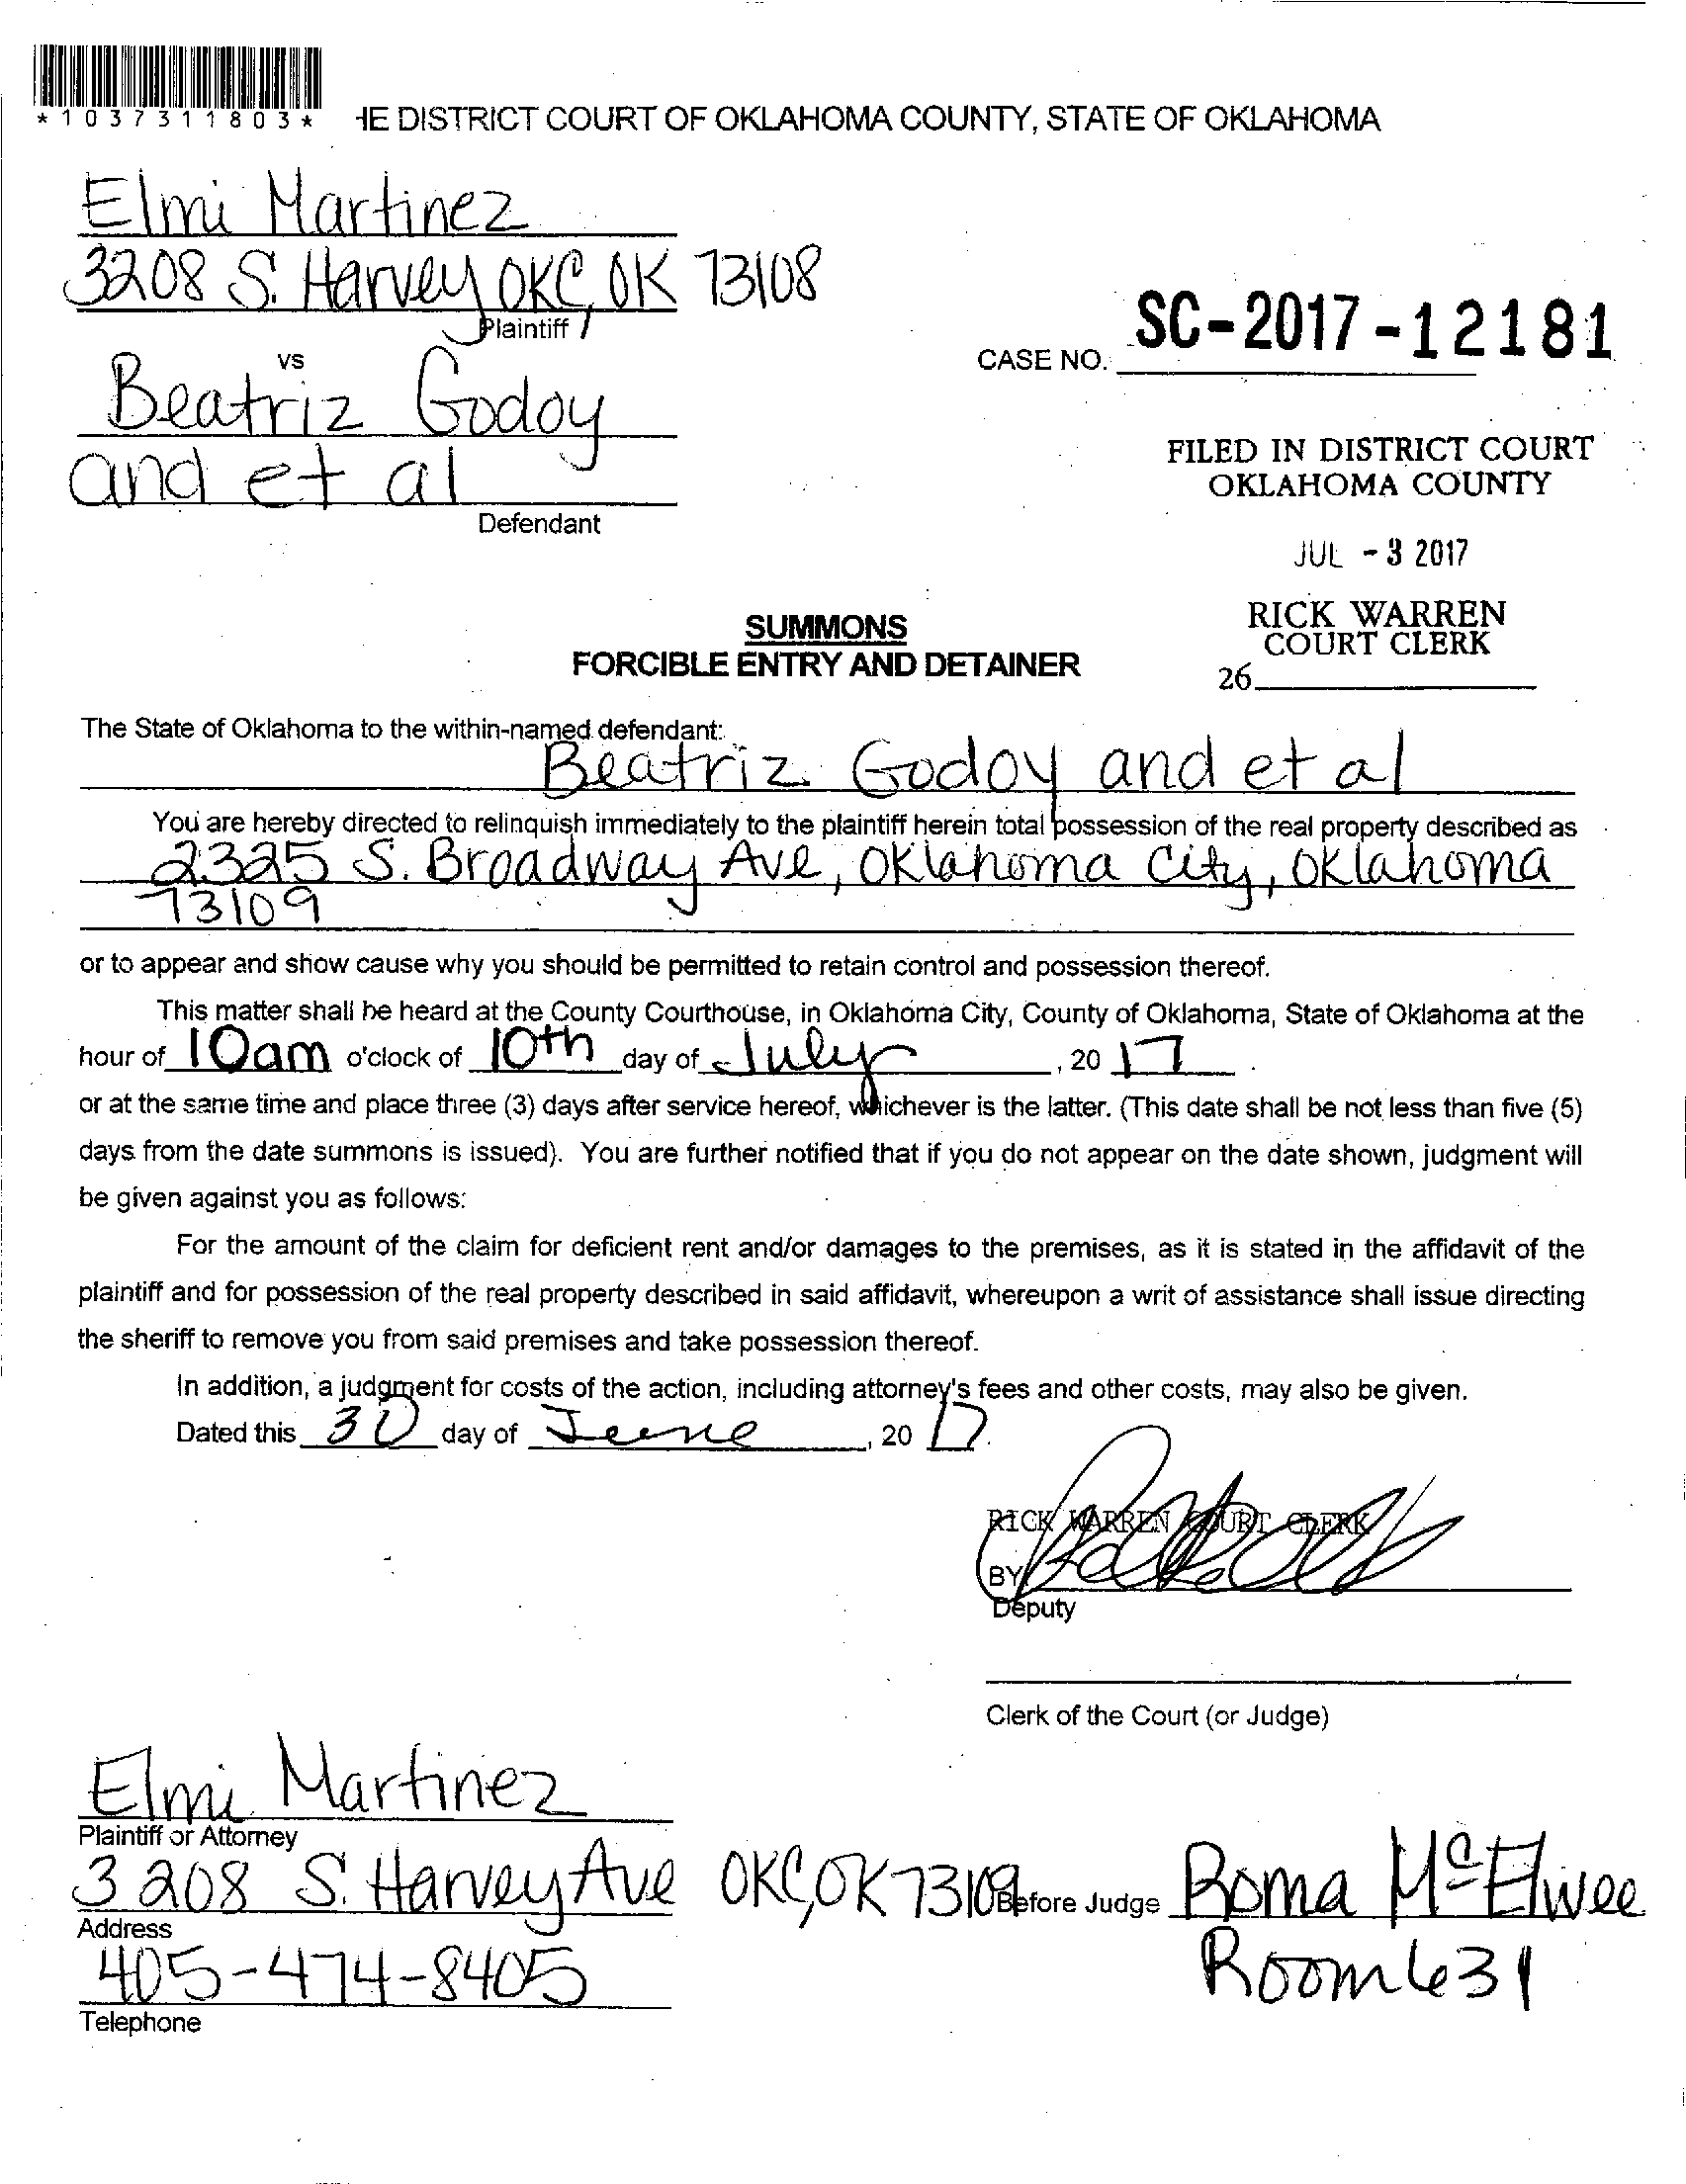 *1037311803*
HE DISTRICT COURT OF OKLAHOMA COUNTY, STATE OF OKLAHOMA
Elmi Martinez
3208 S. Harvey OKC, OK 73108
Plaintiff
vs
CASE NO. SC-2017-12181
Beatriz Godoy
and et al
Defendant
FILED IN DISTRICT COURT
OKLAHOMA COUNTY
JUL -3 2017
RICK WARREN
COURT CLERK
26
SUMMONS
FORCIBLE ENTRY AND DETAINER
The State of Oklahoma to the within-named defendant:
Beatriz Godoy and et al
You are hereby directed to relinquish immediately to the plaintiff herein total possession of the real property described as
2325 S. Broadway Ave, Oklahoma City, Oklahoma
73109
or to appear and show cause why you should be permitted to retain control and possession thereof.
This matter shall be heard at the County Courthouse, in Oklahoma City, County of Oklahoma, State of Oklahoma at the
hour of 10am o'clock of 10th day of July, 20 17.
or at the same time and place three (3) days after service hereof, whichever is the latter. (This date shall be not less than five (5)
days from the date summons is issued). You are further notified that if you do not appear on the date shown, judgment will
be given against you as follows:
For the amount of the claim for deficient rent and/or damages to the premises, as it is stated in the affidavit of the
plaintiff and for possession of the real property described in said affidavit, whereupon a writ of assistance shall issue directing
the sheriff to remove you from said premises and take possession thereof.
In addition, a judgment for costs of the action, including attorney's fees and other costs, may also be given.
Dated this 30 day of June, 20 17.
RICK WARREN COURT CLERK
BY
Deputy
Clerk of the Court (or Judge)
Elmi Martinez
Plaintiff or Attorney
3208 S. Harvey Ave OKC, OK 73109
Before Judge Roma McElwee
Address
Room 631
405-474-8405
Telephone